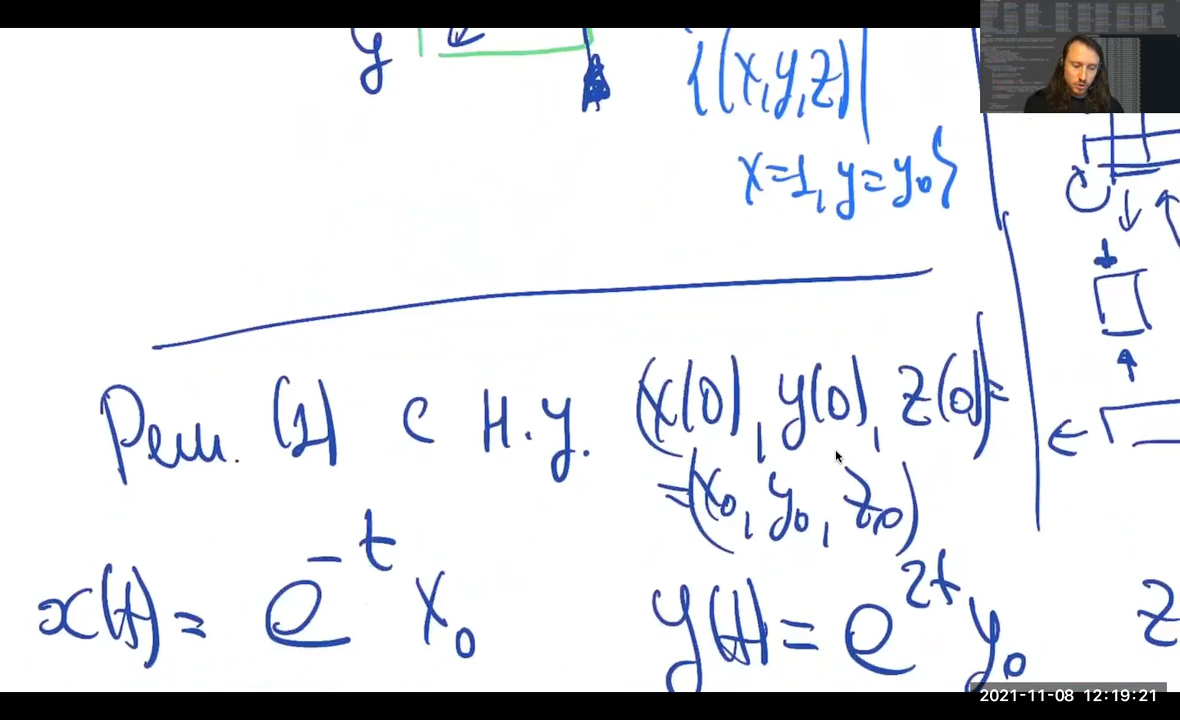 y
{(x,y,z)|
x=1, y=y₀}
Реш. (1) с н.у. (x(0), y(0), z(0))=
=(x₀, y₀, z₀)
x(t)= e^{-t} x₀ y(t)= e^{2t} y₀ z
2021-11-08 12:19:21